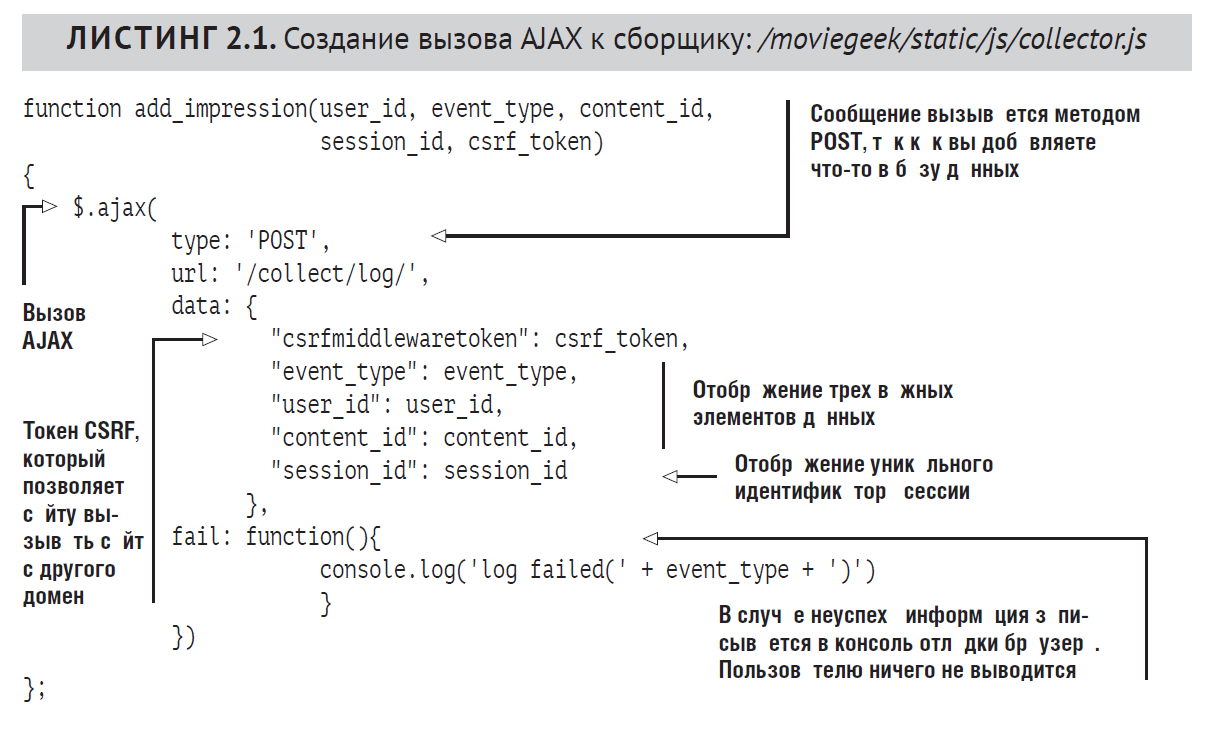 ЛИСТИНГ 2.1. Создание вызова AJAX к сборщику: /moviegeek/static/js/collector.js
function add_impression(user_id, event_type, content_id,
session_id, csrf_token)
{
$.ajax(
type: 'POST',
url: '/collect/log/',
data: {
"csrfmiddlewaretoken": csrf_token,
"event_type": event_type,
"user_id": user_id,
"content_id": content_id,
"session_id": session_id
},
fail: function(){
console.log('log failed(' + event_type + ')')
}
})
};
Сообщение вызыв ется методом
POST, т к к к вы доб вляете
что-то в б зу д нных
Вызов
AJAX
Токен CSRF,
который
позволяет
с йту вы-
зыв ть с йт
с другого
домен
Отобр жение трех в жных
элементов д нных
Отобр жение уник льного
идентифик тор сессии
В случ е неуспех информ ция з пи-
сыв ется в консоль отл дки бр узер .
Пользов телю ничего не выводится